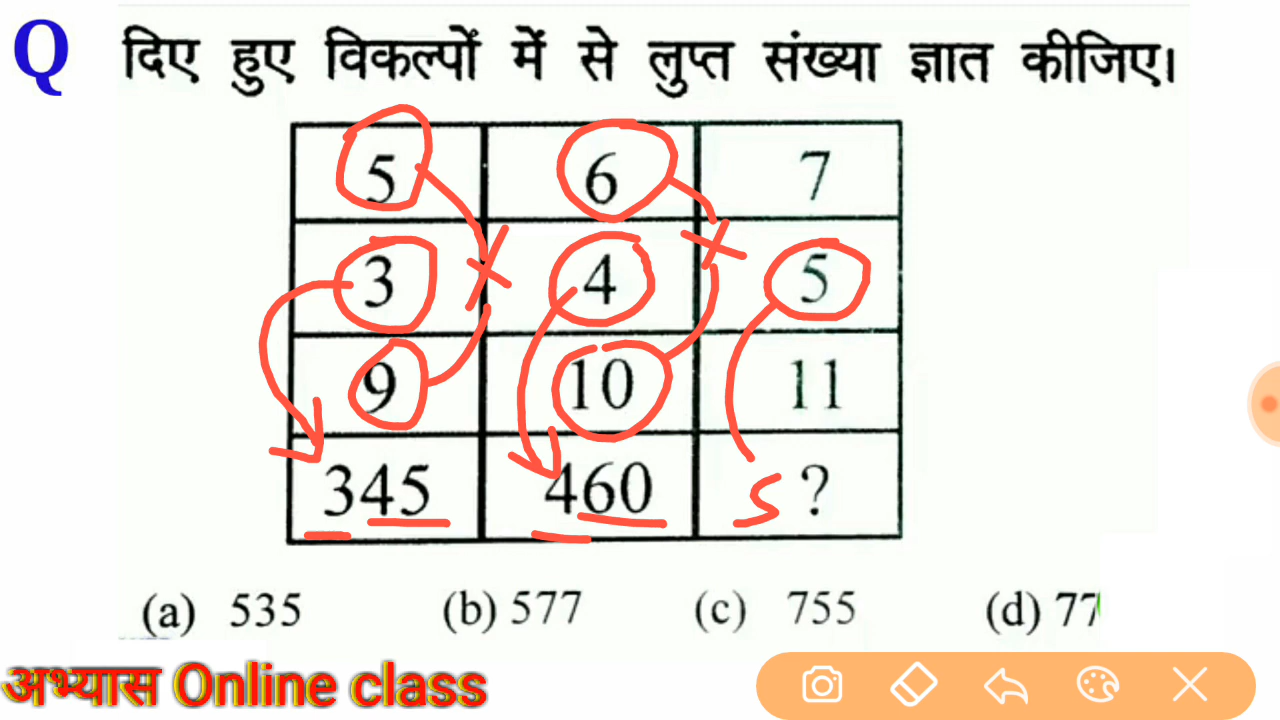 Q दिए हुए विकल्पों में से लुप्त संख्या ज्ञात कीजिए।
5 6 7
3 4 5
9 10 11
345 460 5 ?
(a) 535 (b) 577 (c) 755 (d) 77
अभ्यास Online class